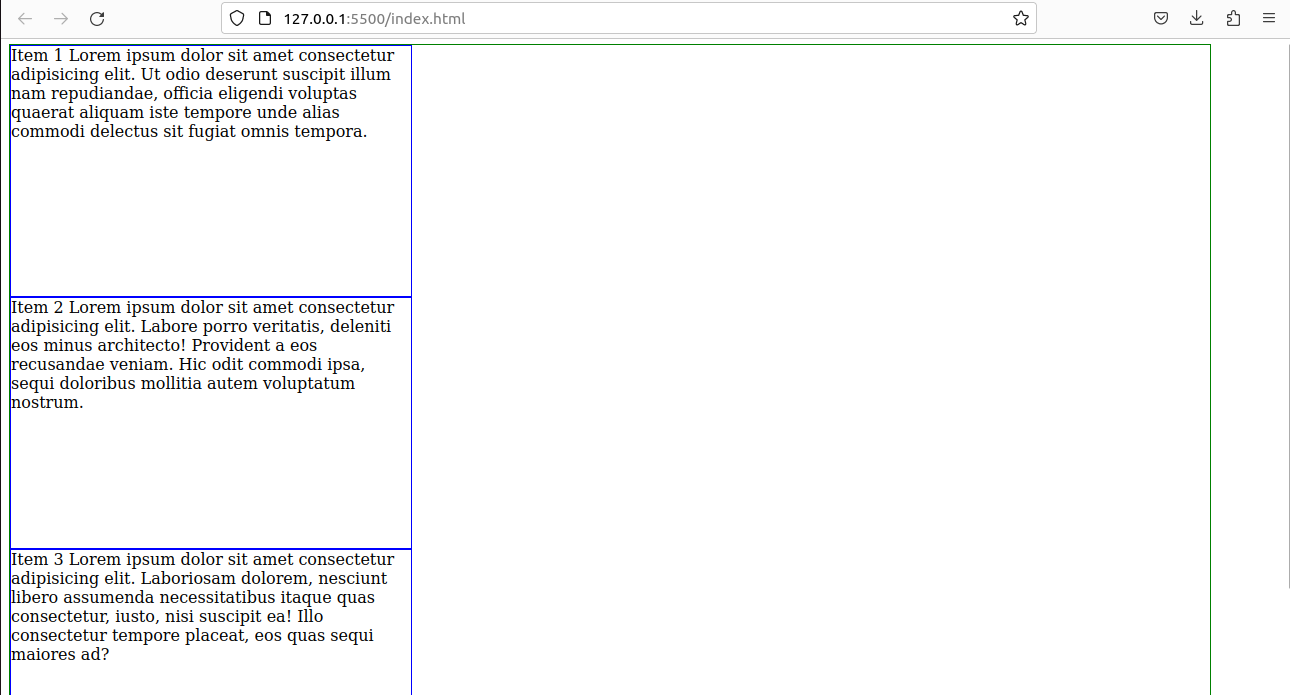 127.0.0.1:5500/index.html
Item 1 Lorem ipsum dolor sit amet consectetur
adipisicing elit. Ut odio deserunt suscipit illum
nam repudiandae, officia eligendi voluptas
quaerat aliquam iste tempore unde alias
commodi delectus sit fugiat omnis tempora.
Item 2 Lorem ipsum dolor sit amet consectetur
adipisicing elit. Labore porro veritatis, deleniti
eos minus architecto! Provident a eos
recusandae veniam. Hic odit commodi ipsa,
sequi doloribus mollitia autem voluptatum
nostrum.
Item 3 Lorem ipsum dolor sit amet consectetur
adipisicing elit. Laboriosam dolorem, nesciunt
libero assumenda necessitatibus itaque quas
consectetur, iusto, nisi suscipit ea! Illo
consectetur tempore placeat, eos quas sequi
maiores ad?